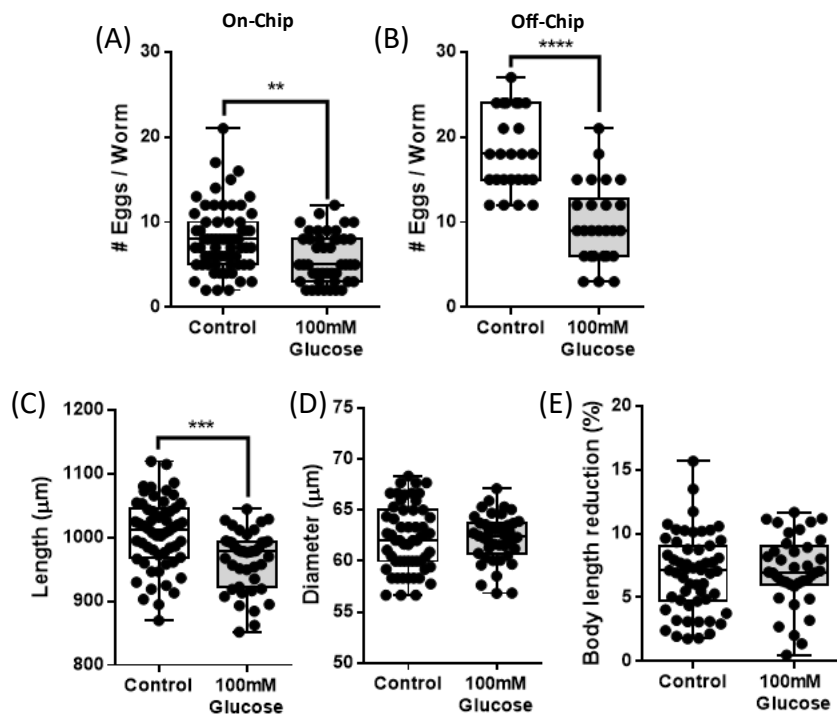 On-Chip
Off-Chip
(A)
(B)
30
20
10
0
# Eggs / Worm
**
Control
100mM
Glucose
30
20
10
0
# Eggs / Worm
****
Control
100mM
Glucose
(C)
(D)
(E)
1200
1100
1000
900
800
Length (μm)
***
Control
100mM
Glucose
75
70
65
60
55
50
Diameter (μm)
Control
100mM
Glucose
20
15
10
5
0
Body length reduction (%)
Control
100mM
Glucose